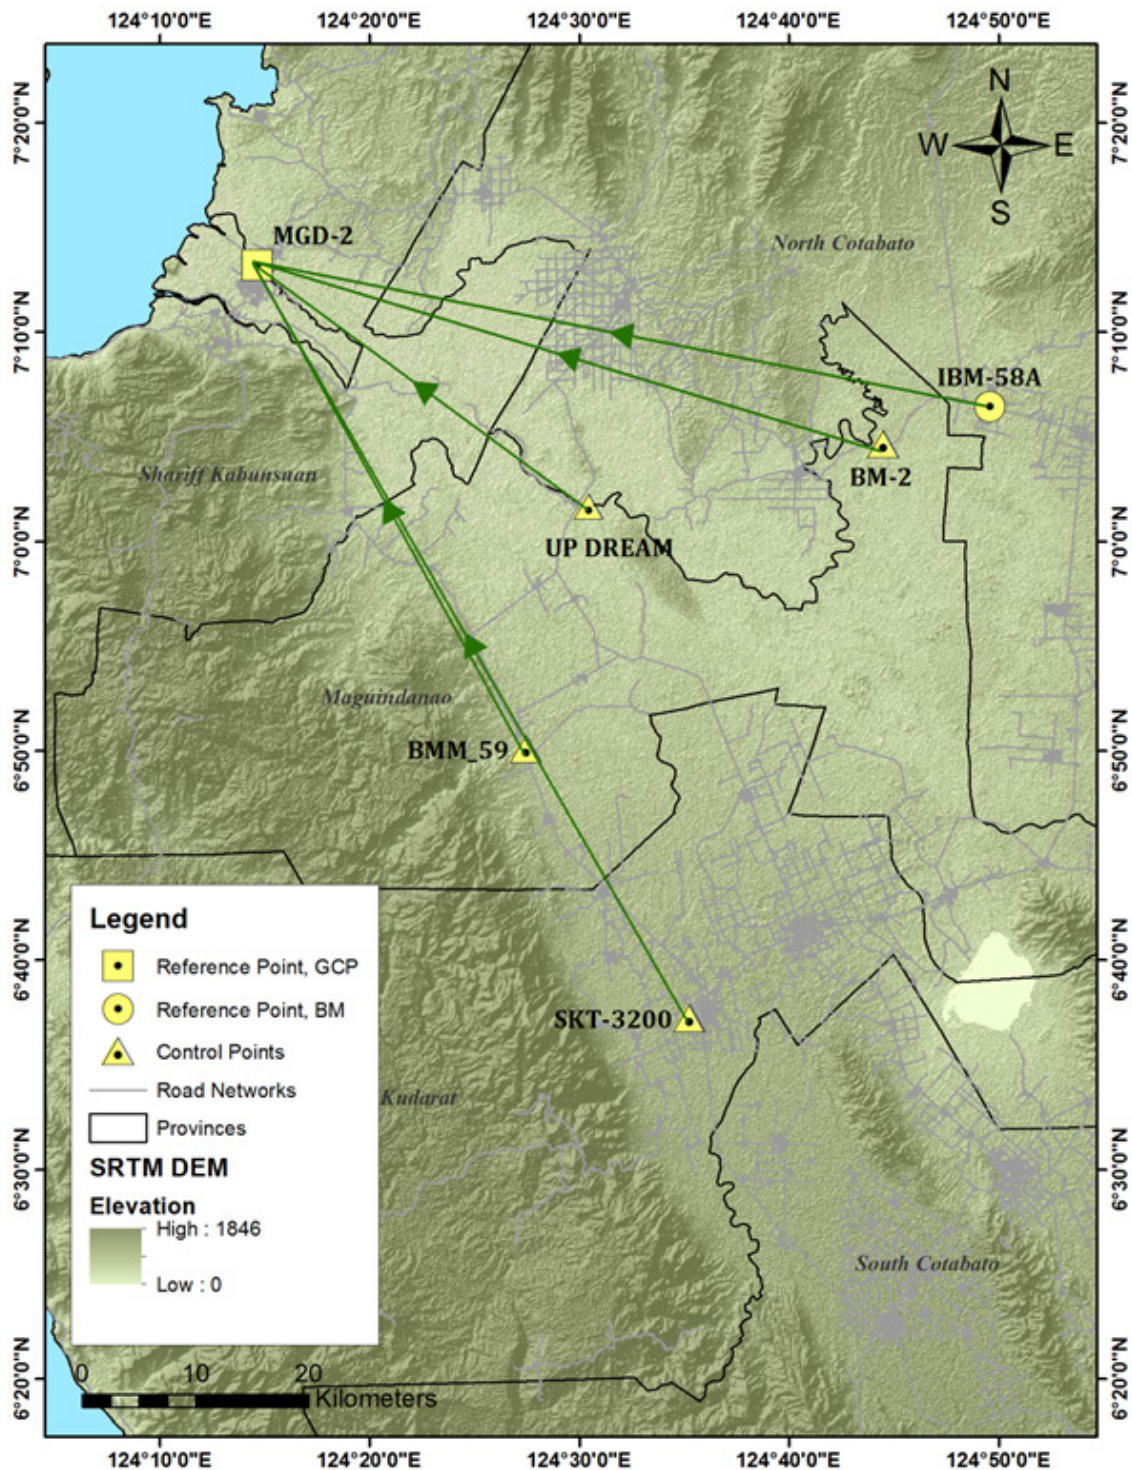 124°10'0"E 124°20'0"E 124°30'0"E 124°40'0"E 124°50'0"E
N
7°20'0"N 7°20'0"N
W E
S
MGD-2
North Cotabato
7°10'0"N 7°10'0"N
IBM-58A
Shariff Kabunsuan
BM-2
UP DREAM
7°0'0"N 7°0'0"N
Maguindanao
BMM_59
6°50'0"N 6°50'0"N
Legend
Reference Point, GCP
Reference Point, BM
Control Points
Road Networks
Provinces
SRTM DEM
Elevation
High : 1846
Low : 0
6°40'0"N 6°40'0"N
SKT-3200
Kudarat
6°30'0"N 6°30'0"N
South Cotabato
6°20'0"N 6°20'0"N
0 10 20
Kilometers
124°10'0"E 124°20'0"E 124°30'0"E 124°40'0"E 124°50'0"E